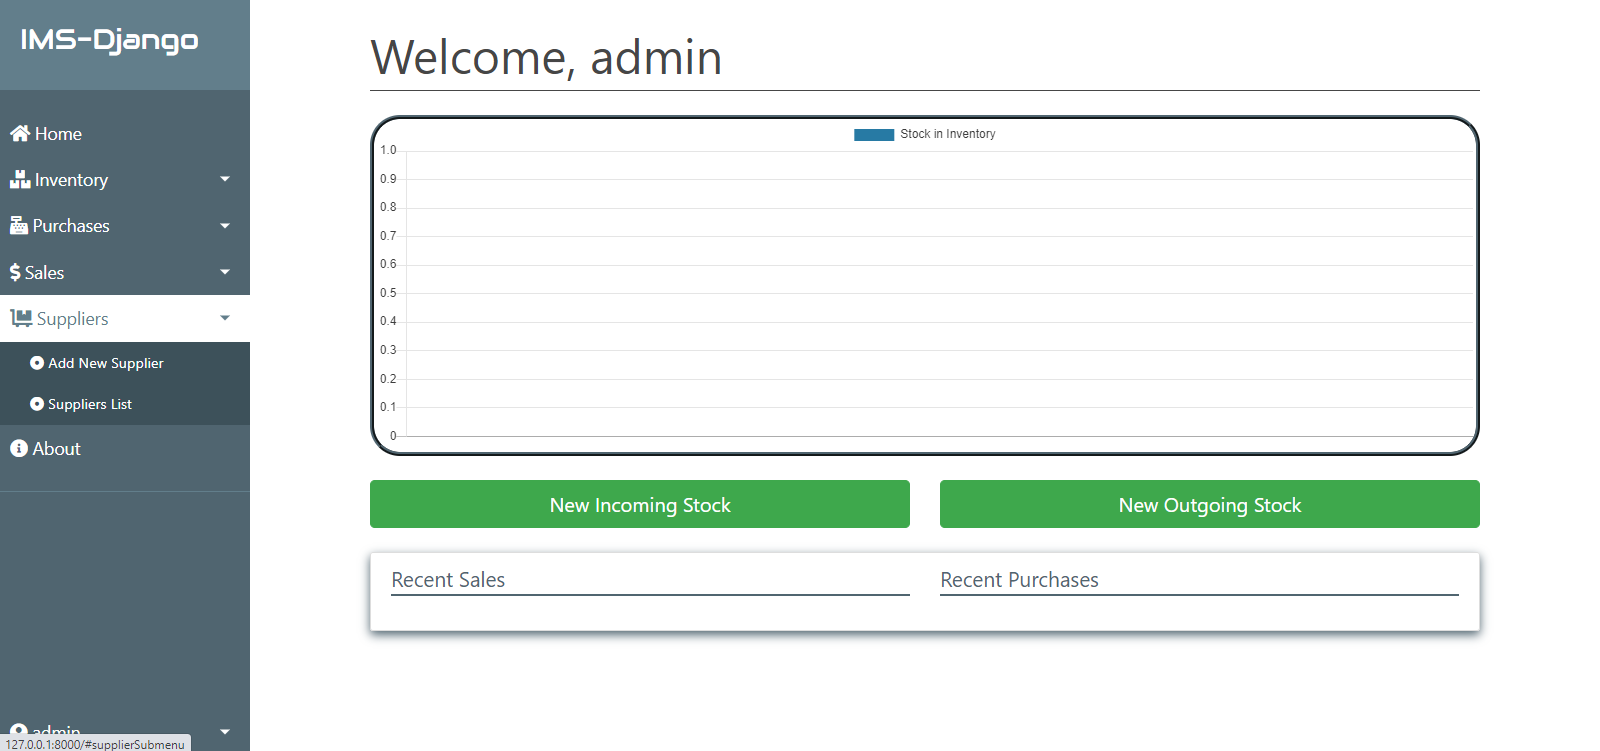 IMS-Django
Home
Inventory
Purchases
Sales
Suppliers
Add New Supplier
Suppliers List
About
admin
127.0.0.1:8000/#supplierSubmenu
Welcome, admin
Stock in Inventory
1.0
0.9
0.8
0.7
0.6
0.5
0.4
0.3
0.2
0.1
0
New Incoming Stock
New Outgoing Stock
Recent Sales
Recent Purchases